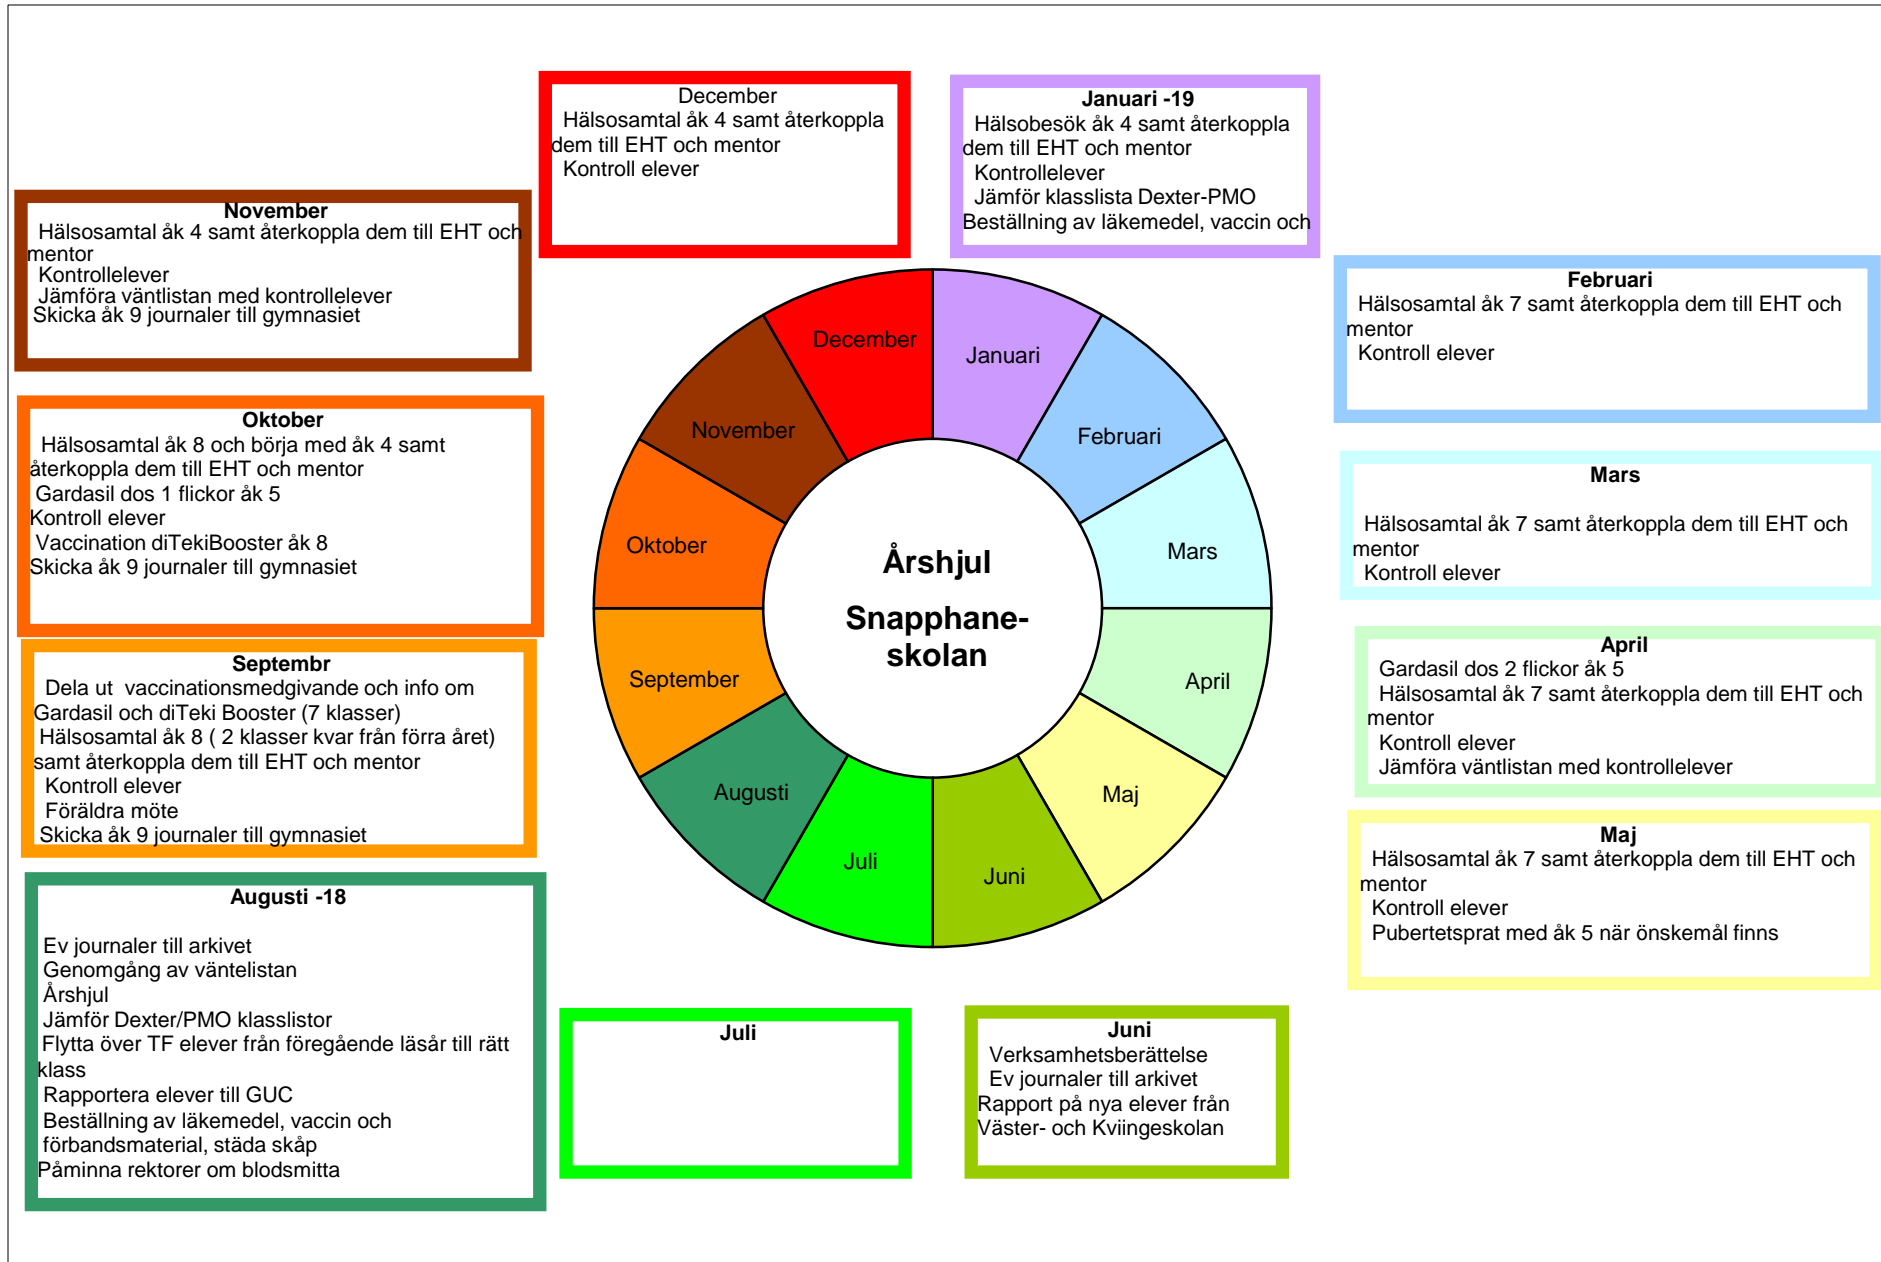 December
Hälsosamtal åk 4 samt återkoppla
dem till EHT och mentor
Kontroll elever
Januari -19
Hälsobesök åk 4 samt återkoppla
dem till EHT och mentor
Kontrollelever
Jämför klasslista Dexter-PMO
Beställning av läkemedel, vaccin och
November
Hälsosamtal åk 4 samt återkoppla dem till EHT och
mentor
Kontrollelever
Jämföra väntlistan med kontrollelever
Skicka åk 9 journaler till gymnasiet
Februari
Hälsosamtal åk 7 samt återkoppla dem till EHT och
mentor
Kontroll elever
Oktober
Hälsosamtal åk 8 och börja med åk 4 samt
återkoppla dem till EHT och mentor
Gardasil dos 1 flickor åk 5
Kontroll elever
Vaccination diTekiBooster åk 8
Skicka åk 9 journaler till gymnasiet
Mars
Hälsosamtal åk 7 samt återkoppla dem till EHT och
mentor
Kontroll elever
Septembr
Dela ut  vaccinationsmedgivande och info om
Gardasil och diTeki Booster (7 klasser)
Hälsosamtal åk 8 ( 2 klasser kvar från förra året)
samt återkoppla dem till EHT och mentor
Kontroll elever
Föräldra möte
Skicka åk 9 journaler till gymnasiet
April
Gardasil dos 2 flickor åk 5
Hälsosamtal åk 7 samt återkoppla dem till EHT och
mentor
Kontroll elever
Jämföra väntlistan med kontrollelever
Maj
Hälsosamtal åk 7 samt återkoppla dem till EHT och
mentor
Kontroll elever
Pubertetsprat med åk 5 när önskemål finns
Augusti -18
Ev journaler till arkivet
Genomgång av väntelistan
Årshjul
Jämför Dexter/PMO klasslistor
Flytta över TF elever från föregående läsår till rätt
klass
Rapportera elever till GUC
Beställning av läkemedel, vaccin och
förbandsmaterial, städa skåp
Påminna rektorer om blodsmitta
Juli
Juni
Verksamhetsberättelse
Ev journaler till arkivet
Rapport på nya elever från
Väster- och Kviingeskolan
December
Januari
November
Februari
Oktober
Mars
September
April
Augusti
Maj
Juli
Juni
Årshjul
Snapphane-
skolan